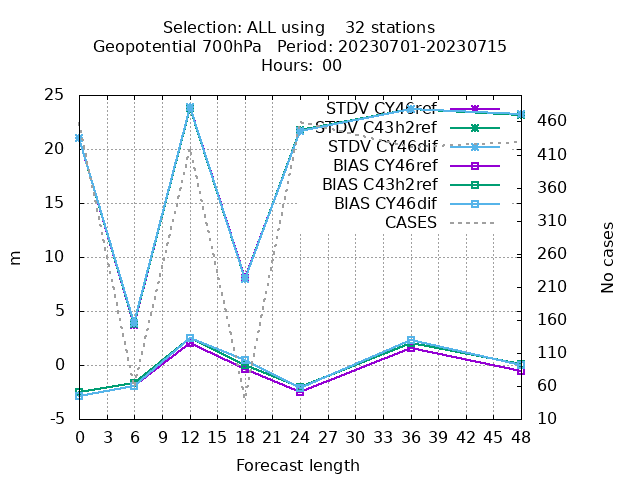 Selection: ALL using    32 stations
Geopotential 700hPa   Period: 20230701-20230715
Hours: 00
25
20
15
10
5
0
-5
m
STDV CY46ref
STDV C43h2ref
STDV CY46dif
BIAS CY46ref
BIAS C43h2ref
BIAS CY46dif
CASES
460
410
360
310
260
210
160
110
60
10
No cases
0 3 6 9 12 15 18 21 24 27 30 33 36 39 42 45 48
Forecast length